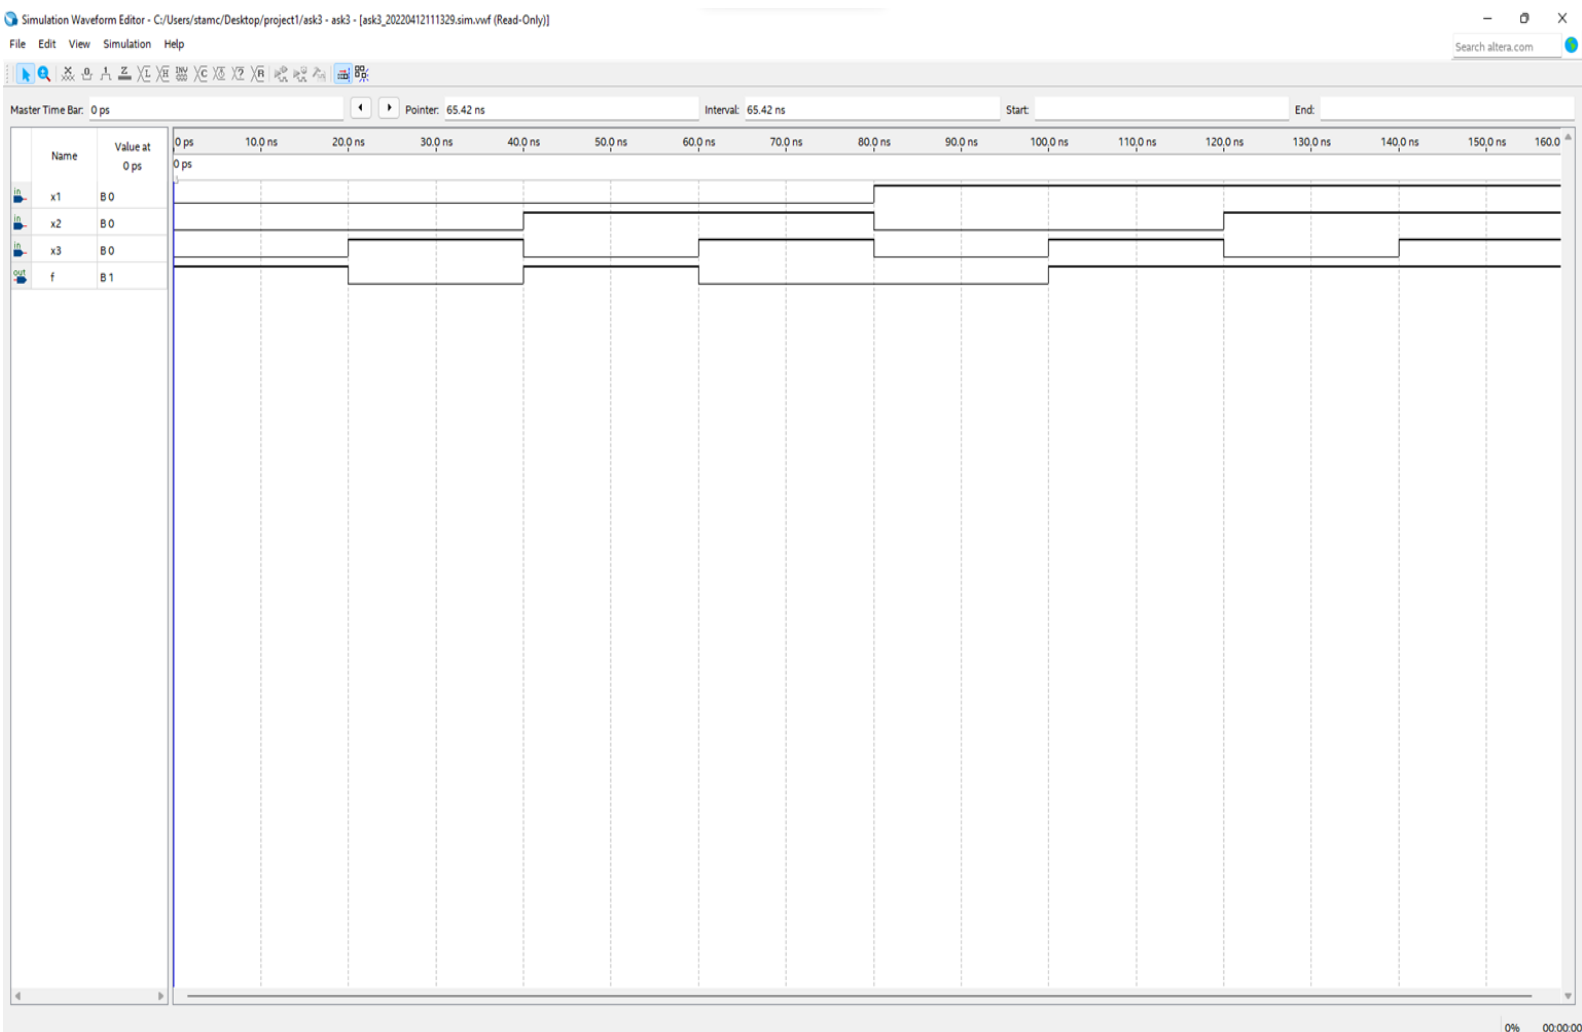 Simulation Waveform Editor - C:/Users/stamc/Desktop/project1/ask3 - ask3 - [ask3_20220412111329.sim.vwf (Read-Only)]
File Edit View Simulation Help
Search altera.com
Master Time Bar: 0 ps Pointer: 65.42 ns Interval: 65.42 ns Start: End:
Name Value at 0 ps
0 ps 10.0 ns 20.0 ns 30.0 ns 40.0 ns 50.0 ns 60.0 ns 70.0 ns 80.0 ns 90.0 ns 100.0 ns 110.0 ns 120.0 ns 130.0 ns 140.0 ns 150.0 ns 160.0
0 ps
in x1 B 0
in x2 B 0
in x3 B 0
out f B 1
0% 00:00:00